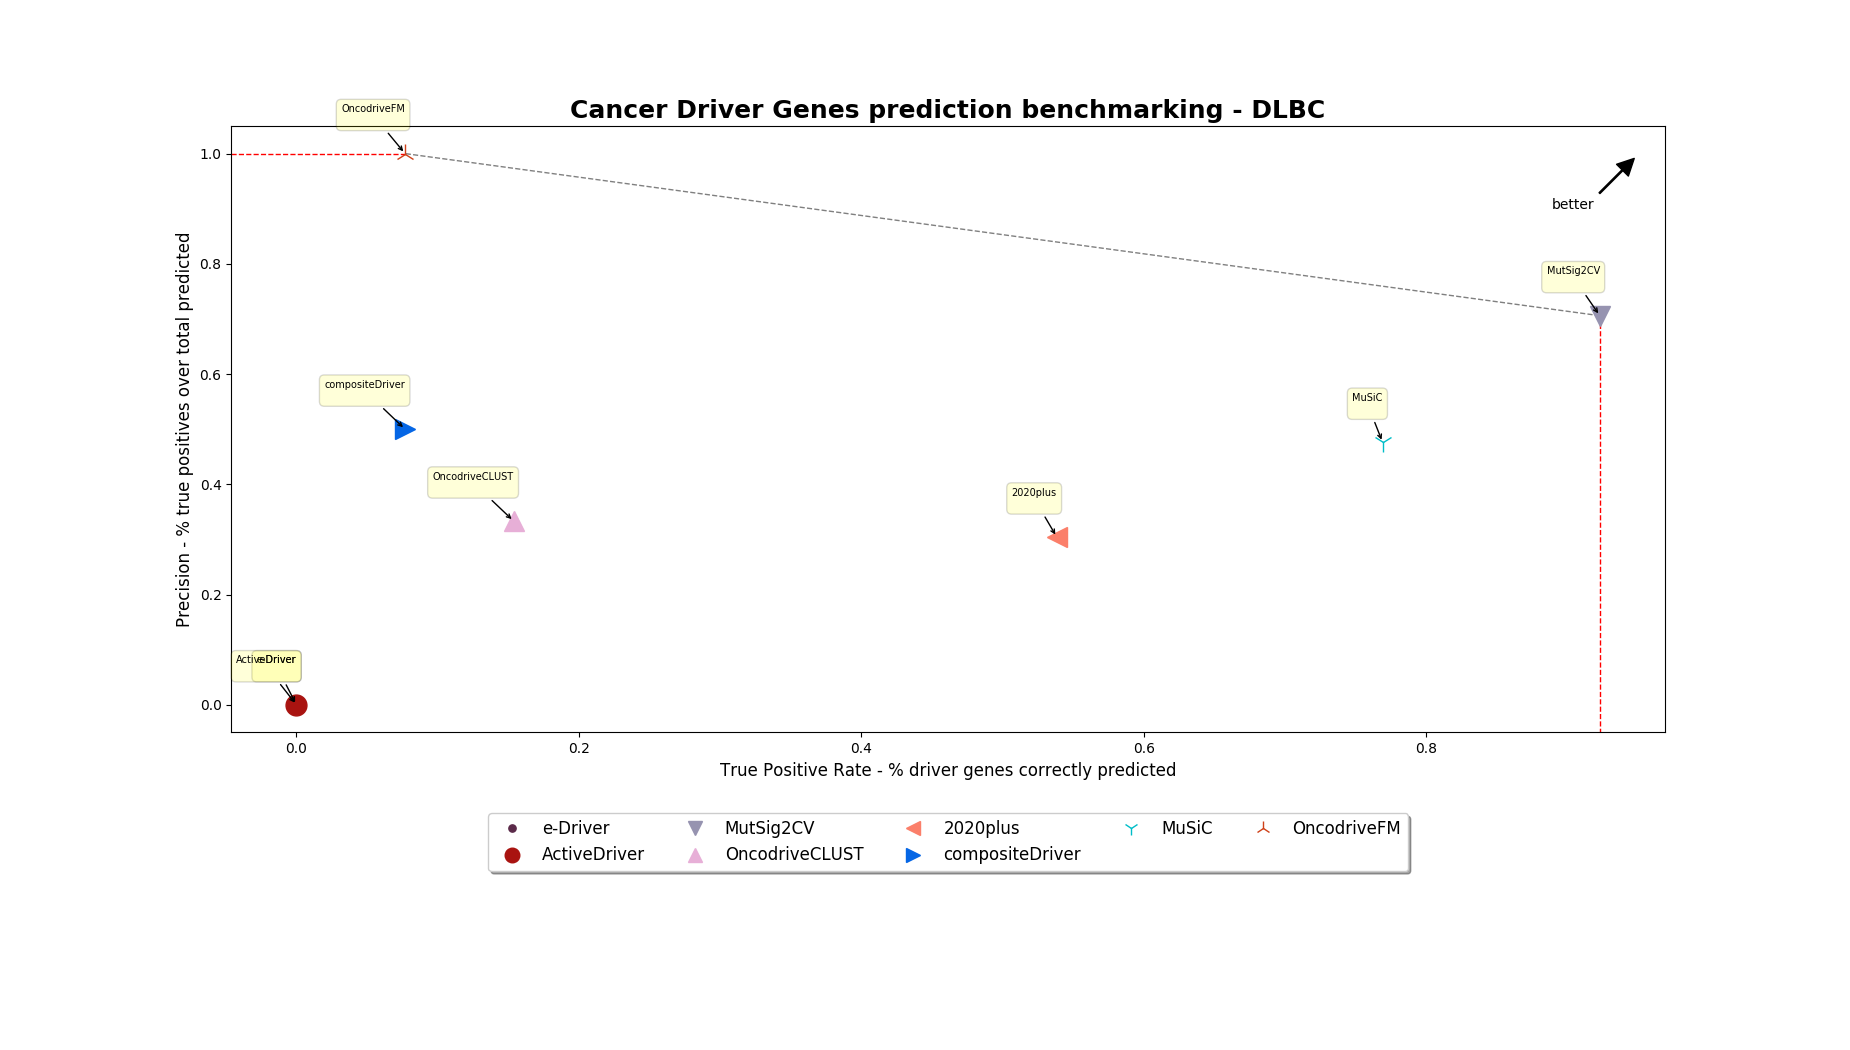 Cancer Driver Genes prediction benchmarking - DLBC
OncodriveFM
1.0
better
0.8
MutSig2CV
Precision - % true positives over total predicted
0.6
compositeDriver
MuSiC
0.4
OncodriveCLUST
2020plus
0.2
ActiveDriver
e-Driver
0.0
0.0 0.2 0.4 0.6 0.8
True Positive Rate - % driver genes correctly predicted
e-Driver MutSig2CV 2020plus MuSiC OncodriveFM
ActiveDriver OncodriveCLUST compositeDriver